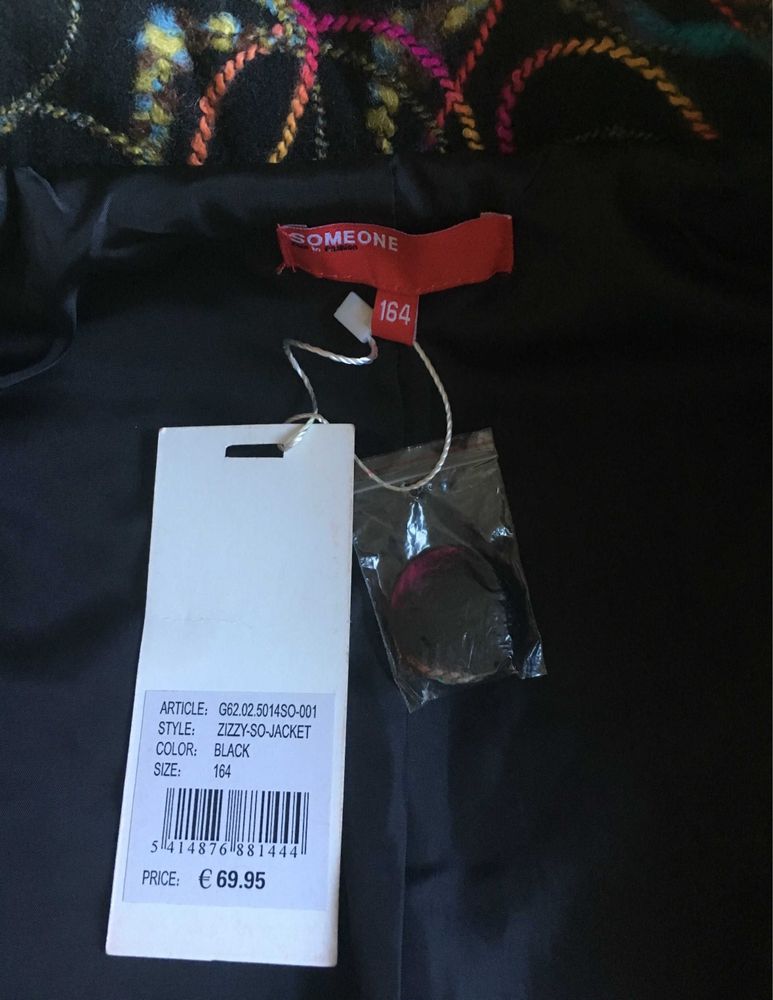 SOMEONE
164
ARTICLE: G62.02.5014SO-001
STYLE: ZIZZY-SO-JACKET
COLOR: BLACK
SIZE: 164
5 414876 881444
PRICE: € 69.95